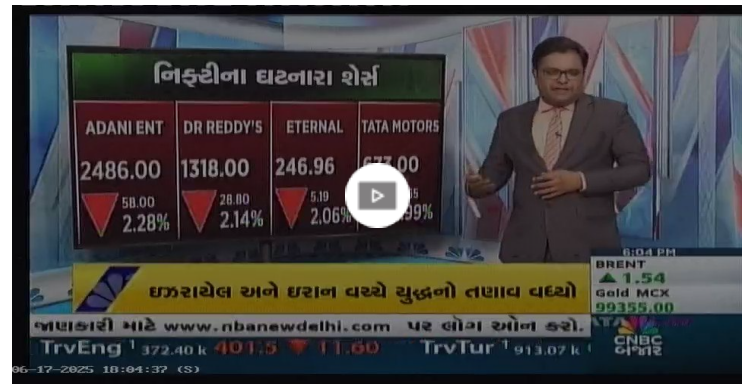 નિફ્ટીના ઘટનારા શેર્સ
ADANI ENT
2486.00
58.00
2.28%
DR REDDY'S
1318.00
28.80
2.14%
ETERNAL
246.96
5.19
2.06%
TATA MOTORS
6:04 PM
BRENT
▲ 1.54
Gold MCX
99355.00
ઇઝરાયેલ અને ઇરાન વચ્ચે યુદ્ધનો તણાવ વધ્યો
જાણકારી માટે www.nbanewdelhi.com પર લોગ ઓન કરો.
TrvEng ¹ 372.40 k 401.5 ▼ 11.60 TrvTur ¹ 913.07 k
CNBC
બજાર
06-17-2025 18:04:37 (S)